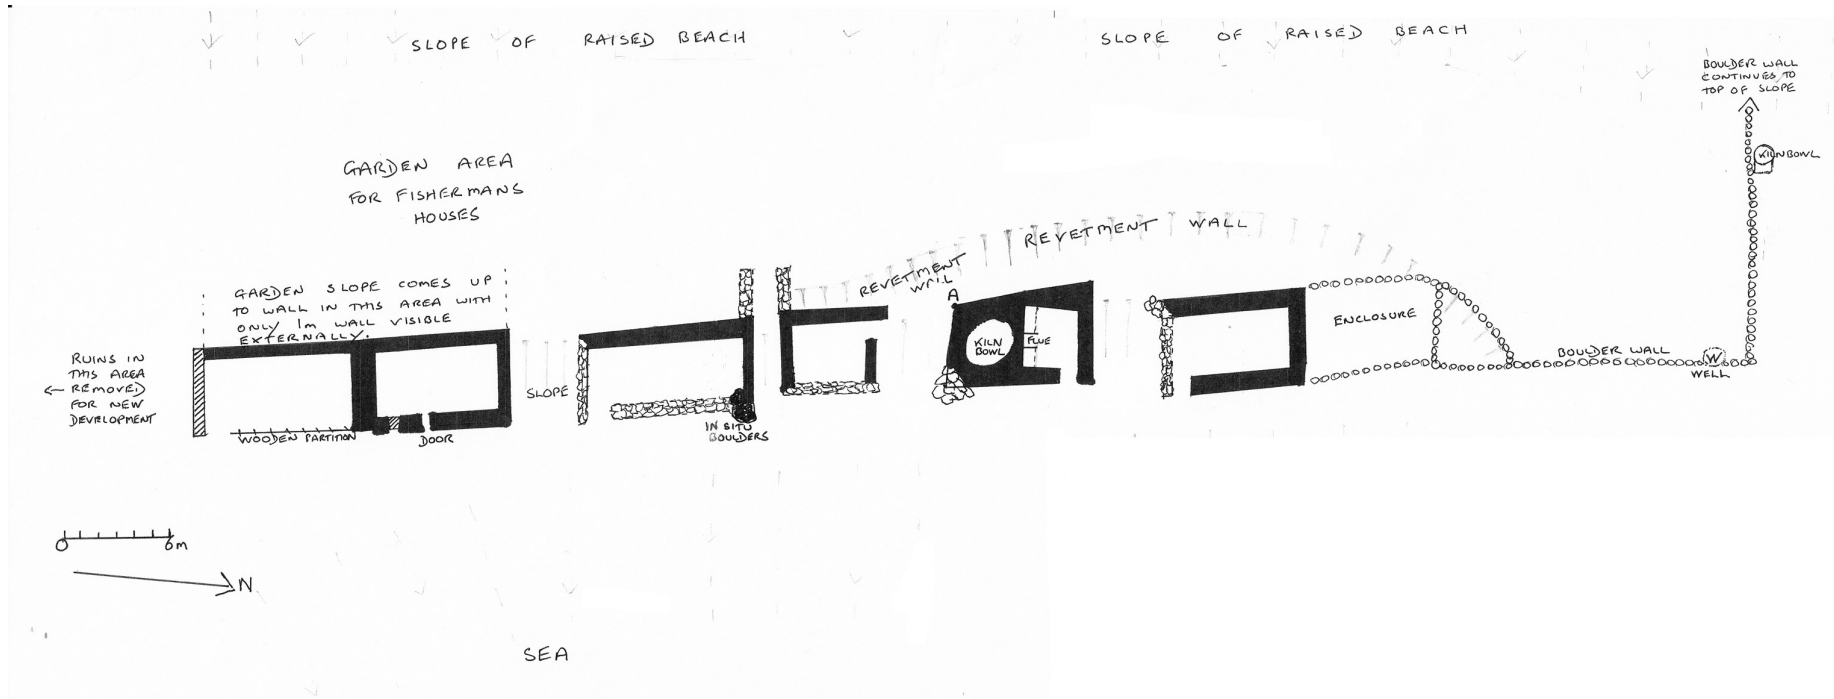 SLOPE OF RAISED BEACH
SLOPE OF RAISED BEACH
BOULDER WALL
CONTINUES TO
TOP OF SLOPE
KILNBOWL
GARDEN AREA
FOR FISHERMANS
HOUSES
REVETMENT WALL
REVETMENT
WALL
A
GARDEN SLOPE COMES UP
TO WALL IN THIS AREA WITH
ONLY 1m WALL VISIBLE
EXTERNALLY.
RUINS IN
THIS AREA
REMOVED
FOR NEW
DEVELOPMENT
SLOPE
KILN
BOWL
FLUE
ENCLOSURE
BOULDER WALL
W
WELL
WOODEN PARTITION
DOOR
IN SITU
BOULDERS
0 6m
N
SEA